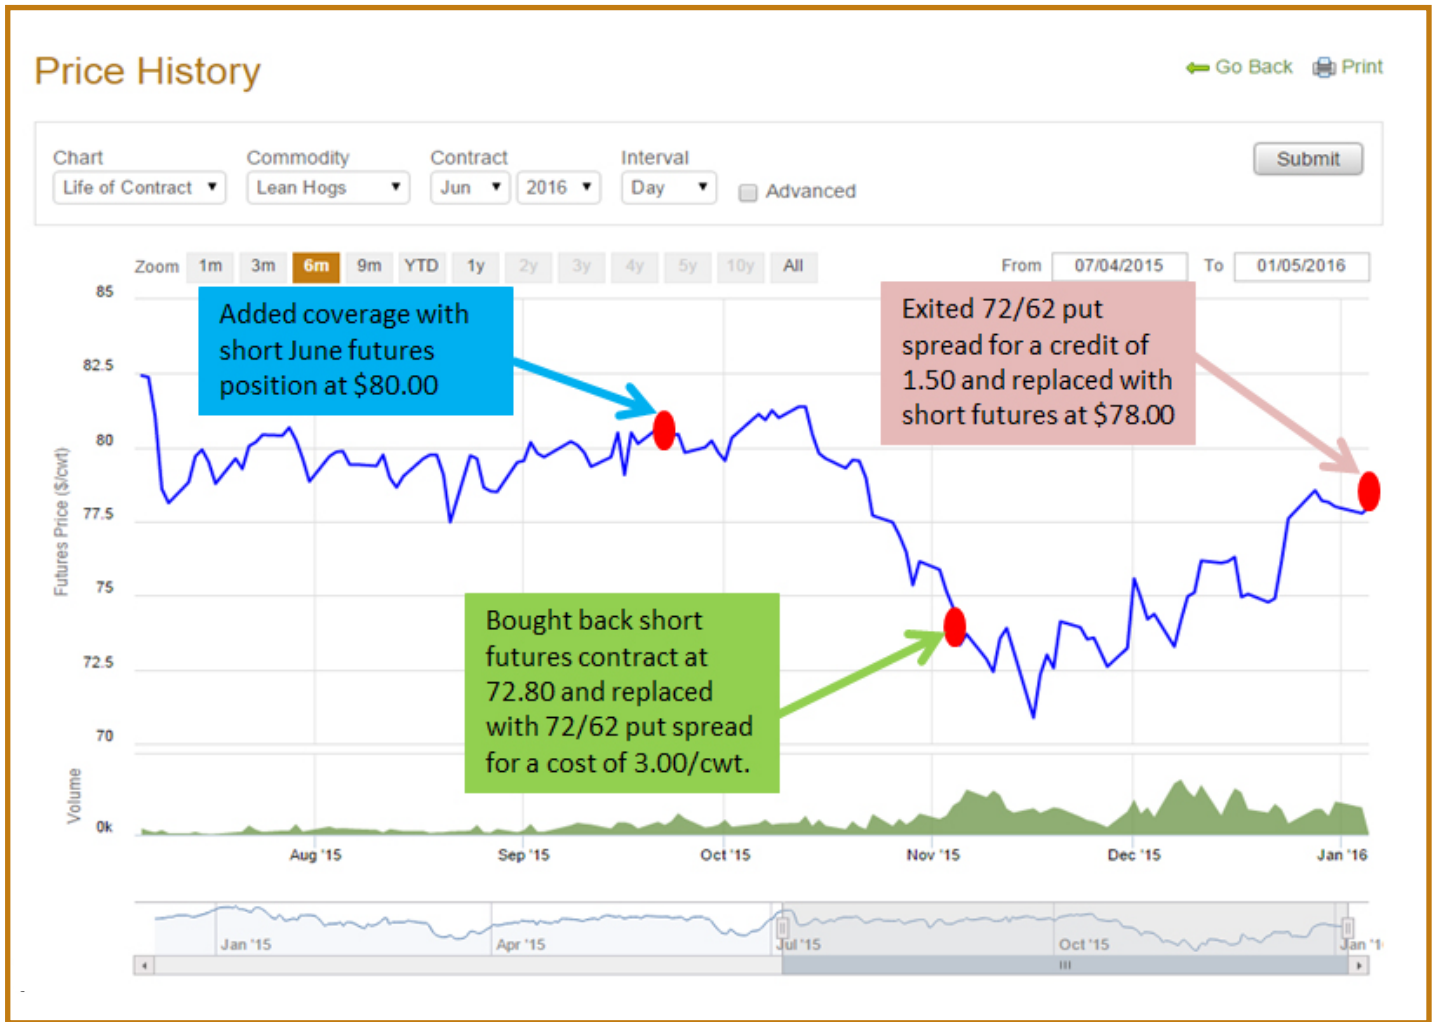 Price History
Go Back Print
Chart Commodity Contract Interval
Life of Contract Lean Hogs Jun 2016 Day Advanced Submit
Zoom 1m 3m 6m 9m YTD 1y 2y 3y 4y 5y 10y All From 07/04/2015 To 01/05/2016
85
82.5
80
77.5
75
72.5
70
Futures Price ($/cwt)
Added coverage with
short June futures
position at $80.00
Exited 72/62 put
spread for a credit of
1.50 and replaced with
short futures at $78.00
Bought back short
futures contract at
72.80 and replaced
with 72/62 put spread
for a cost of 3.00/cwt.
Volume
0k
Aug '15 Sep '15 Oct '15 Nov '15 Dec '15 Jan '16
Jan '15 Apr '15 Jul '15 Oct '15 Jan '1